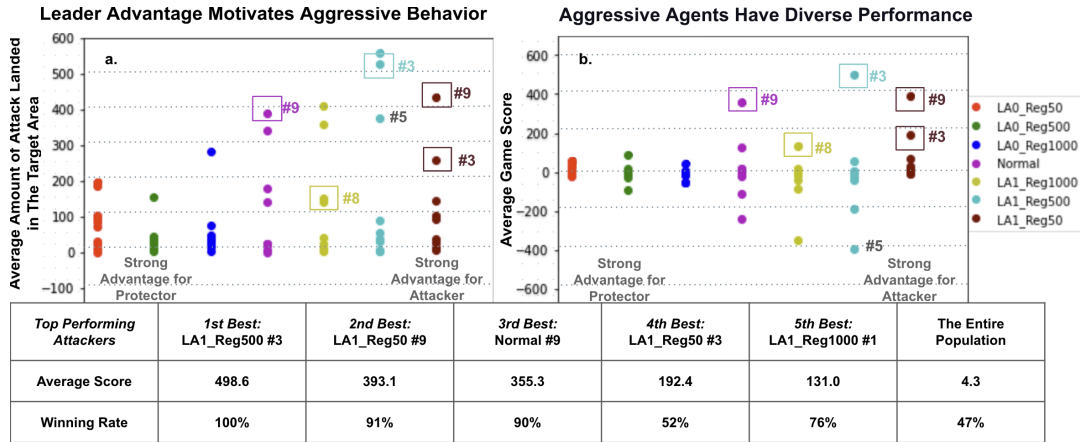 Leader Advantage Motivates Aggressive Behavior
Average Amount of Attack Landed
in The Target Area
600
500
400
300
200
100
0
−100
a.
#9
#8
#3
#5
#9
#3
Strong
Advantage for
Protector
Strong
Advantage for
Attacker
Aggressive Agents Have Diverse Performance
Average Game Score
600
400
200
0
−200
−400
−600
b.
#9
#8
#3
#5
#9
#3
Strong
Advantage for
Protector
Strong
Advantage for
Attacker
LA0_Reg50
LA0_Reg500
LA0_Reg1000
Normal
LA1_Reg1000
LA1_Reg500
LA1_Reg50
Top Performing
Attackers
1st Best:
LA1_Reg500 #3
2nd Best:
LA1_Reg50 #9
3rd Best:
Normal #9
4th Best:
LA1_Reg50 #3
5th Best:
LA1_Reg1000 #1
The Entire
Population
Average Score 498.6 393.1 355.3 192.4 131.0 4.3
Winning Rate 100% 91% 90% 52% 76% 47%